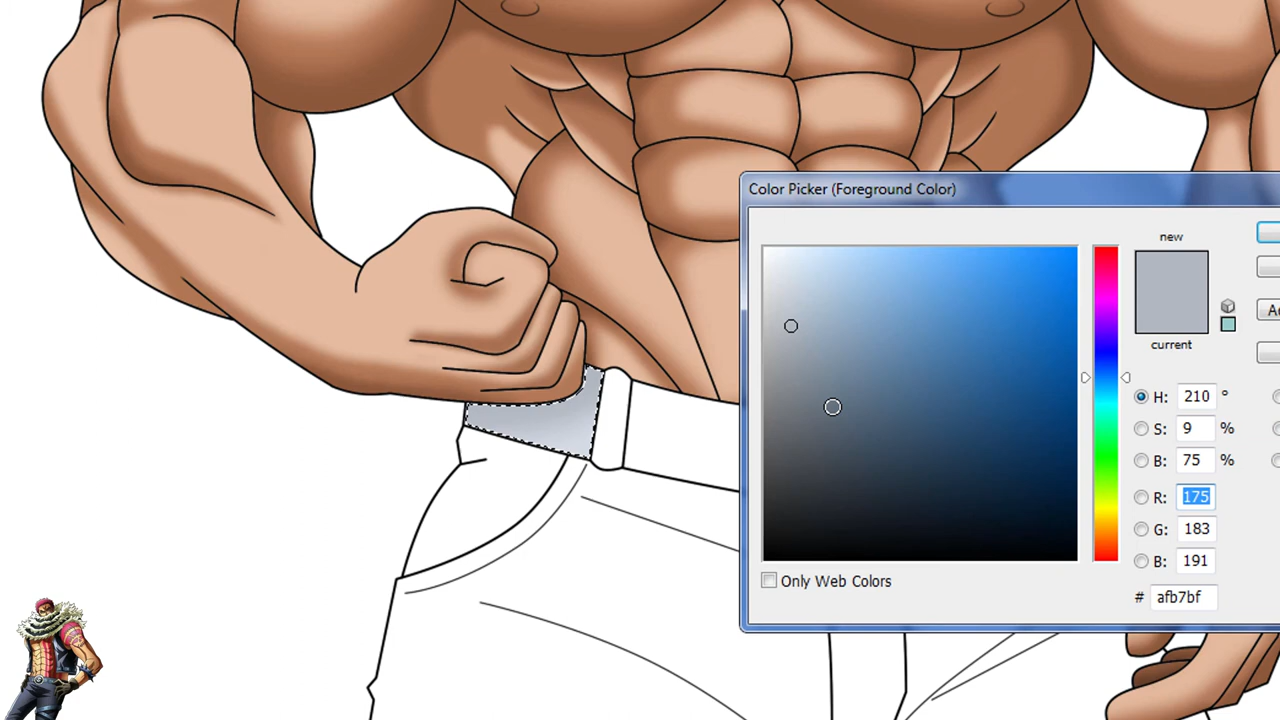 Color Picker (Foreground Color)
new
current
H: 210 °
S: 9 %
B: 75 %
R: 175
G: 183
B: 191
# afb7bf
Only Web Colors